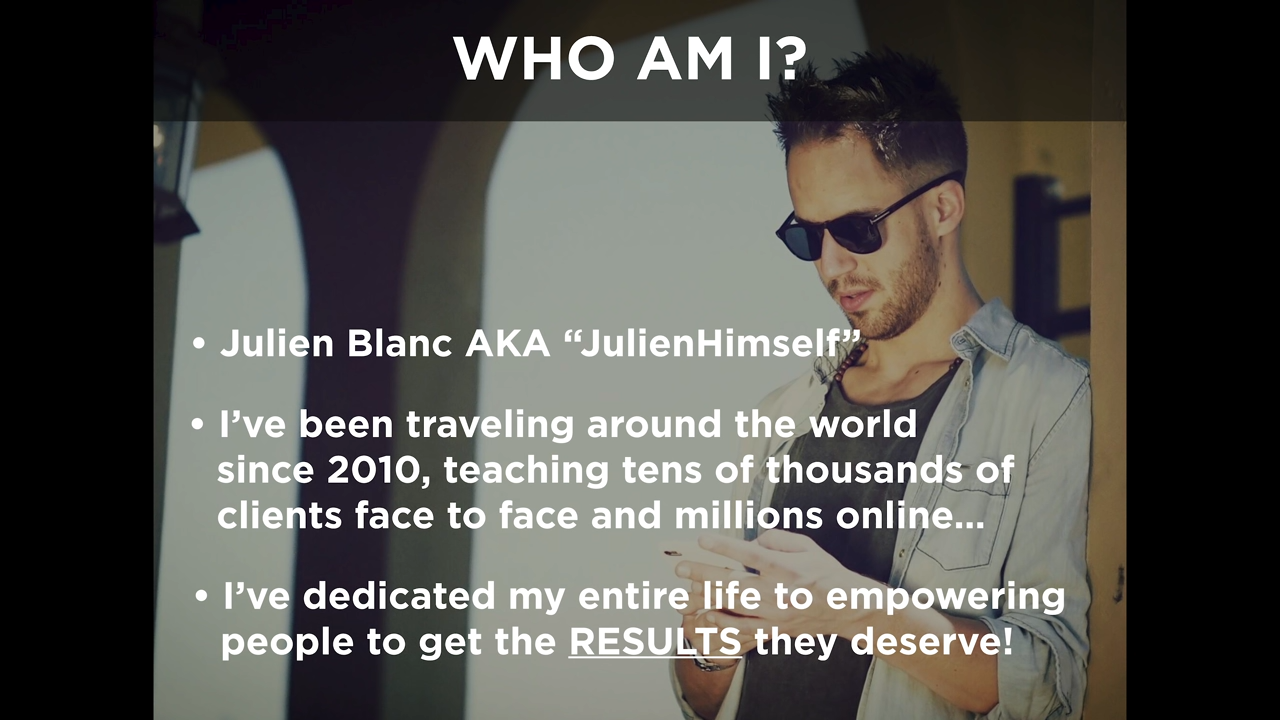 WHO AM I?
• Julien Blanc AKA “JulienHimself”
• I’ve been traveling around the world
since 2010, teaching tens of thousands of
clients face to face and millions online...
• I’ve dedicated my entire life to empowering
people to get the RESULTS they deserve!